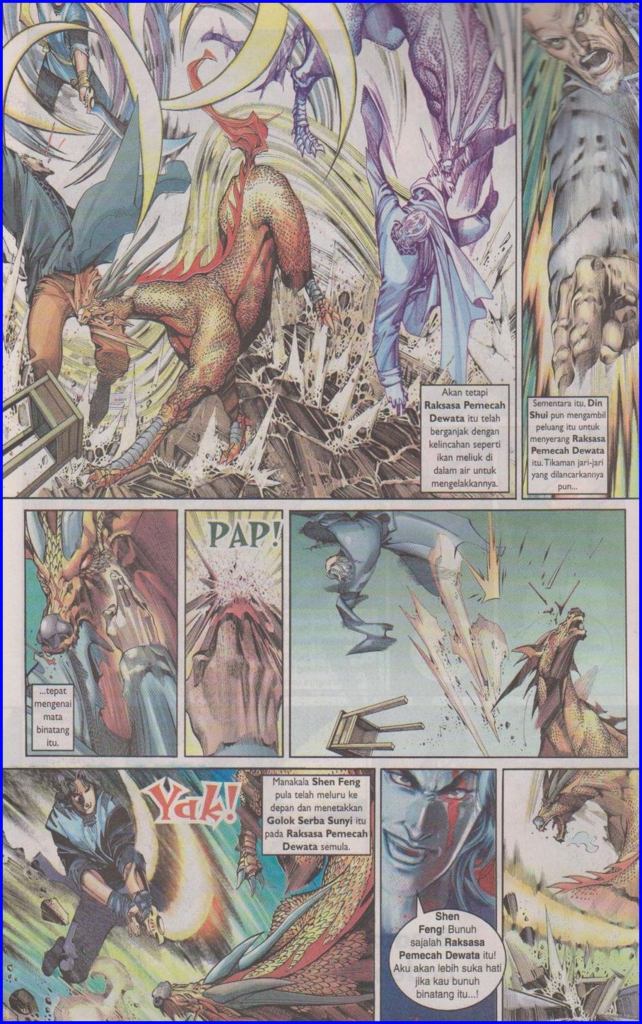 Akan tetapi
Raksasa Pemecah
Dewata itu telah
berganjak dengan
kelincahan seperti
ikan meliuk di
dalam air untuk
mengelakkannya.
Sementara itu, Din
Shui pun mengambil
peluang itu untuk
menyerang Raksasa
Pemecah Dewata
itu. Tikaman jari-jari
yang dilancarkannya
pun...
...tepat
mengenai
mata
binatang
itu.
PAP!
Yak!
Manakala Shen Feng
pula telah meluru ke
depan dan menetakkan
Golok Serba Sunyi itu
pada Raksasa Pemecah
Dewata semula.
Shen
Feng! Bunuh
sajalah Raksasa
Pemecah Dewata itu!
Aku akan lebih suka hati
jika kau bunuh
binatang itu...!